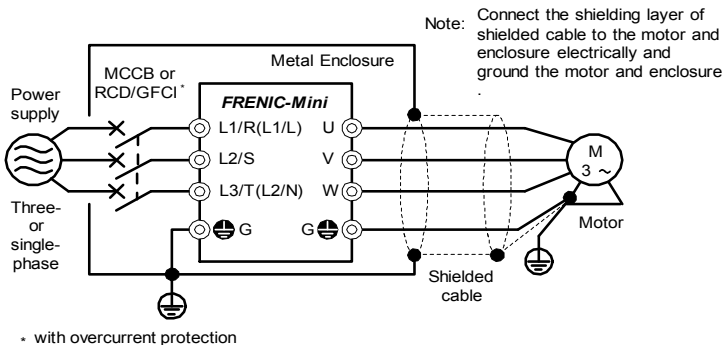 Note: Connect the shielding layer of
shielded cable to the motor and
enclosure electrically and
ground the motor and enclosure
.
Metal Enclosure
MCCB or
RCD/GFCI *
Power
supply
FRENIC-Mini
L1/R(L1/L) U
L2/S V
L3/T(L2/N) W
G G
M
3 ~
Motor
Three-
or
single-
phase
Shielded
cable
* with overcurrent protection